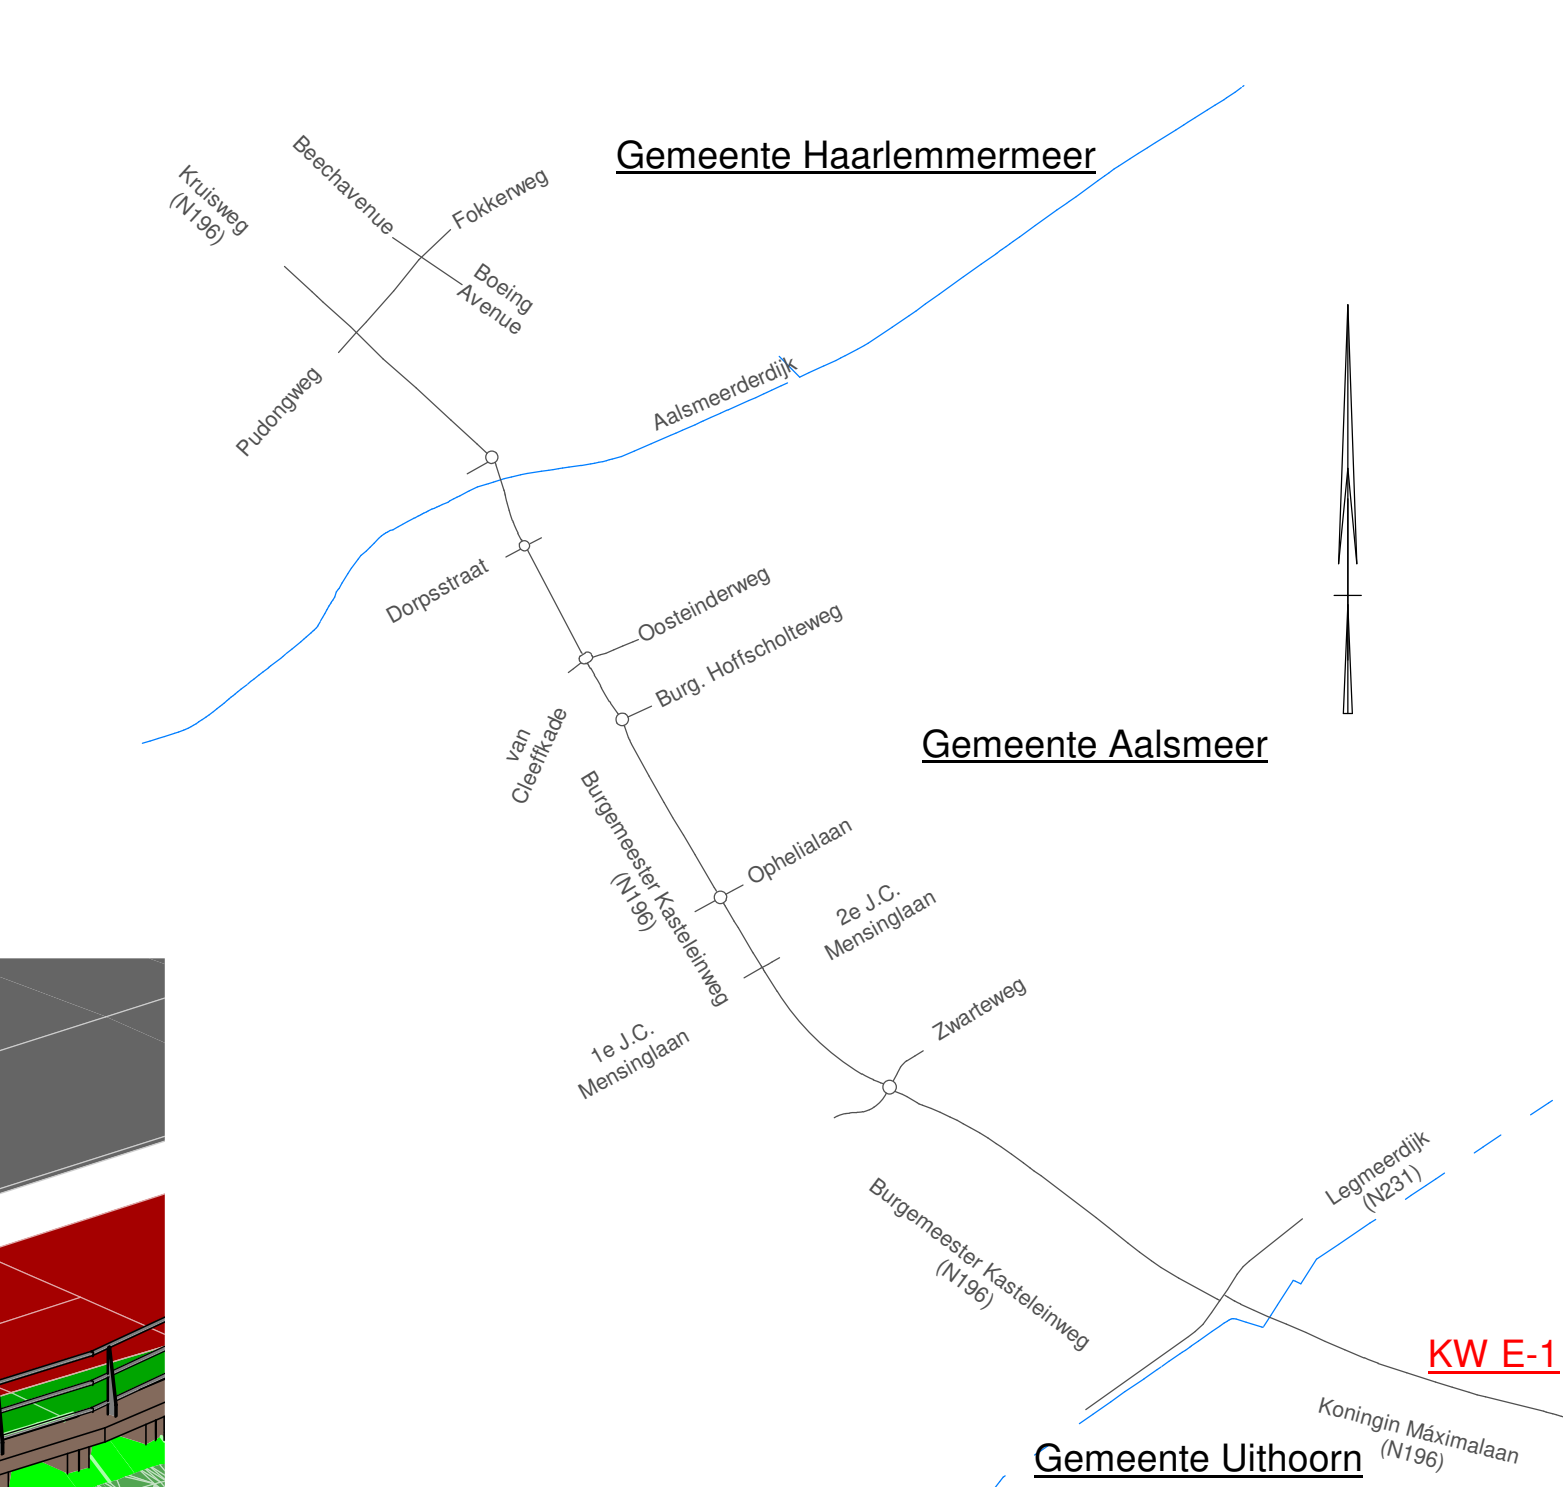 Gemeente Haarlemmermeer
Beechavenue
Kruisweg
(N196)
Fokkerweg
Boeing
Avenue
Pudongweg
Aalsmeerderdijk
Dorpsstraat
Oosteinderweg
Burg. Hoffscholteweg
van
Cleeffkade
Gemeente Aalsmeer
Burgemeester Kasteleinweg
(N196)
Ophelialaan
2e J.C.
Mensinglaan
1e J.C.
Mensinglaan
Zwarteweg
Legmeerdijk
(N231)
Burgemeester Kasteleinweg
(N196)
KW E-1
Koningin Máximalaan
(N196)
Gemeente Uithoorn